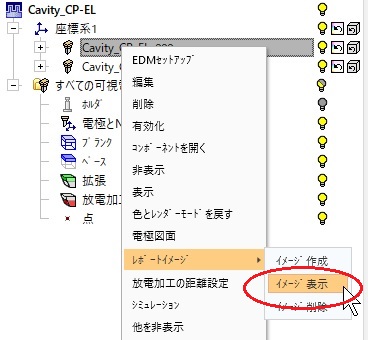 Cavity_CP-EL
座標系1
Cavity_CP-EL_000
Cavity_C
すべての可視
ホルダ
電極とN
ブランク
ベース
拡張
放電加工
点
EDMセットアップ
編集
削除
有効化
コンポーネントを開く
非表示
表示
色とレンダーモードを戻す
電極図面
レポートイメージ
放電加工の距離設定
シミュレーション
他を非表示
イメージ 作成
イメージ 表示
イメージ 削除